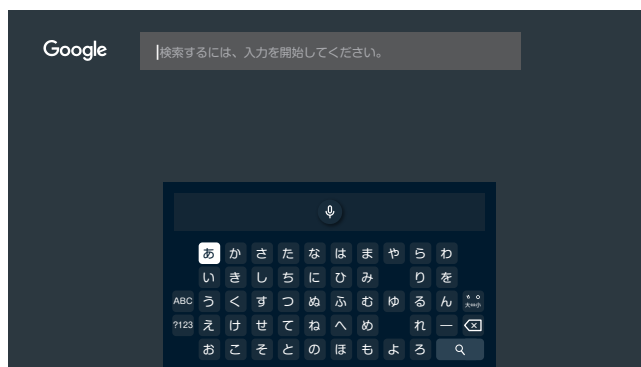 Google
検索するには、入力を開始してください。
あ か さ た な は ま や ら わ
い き し ち に ひ み り を
ABC う く す つ ぬ ふ む ゆ る ん ゛゜大⇔小
?123 え け せ て ね へ め れ ー
お こ そ と の ほ も よ ろ